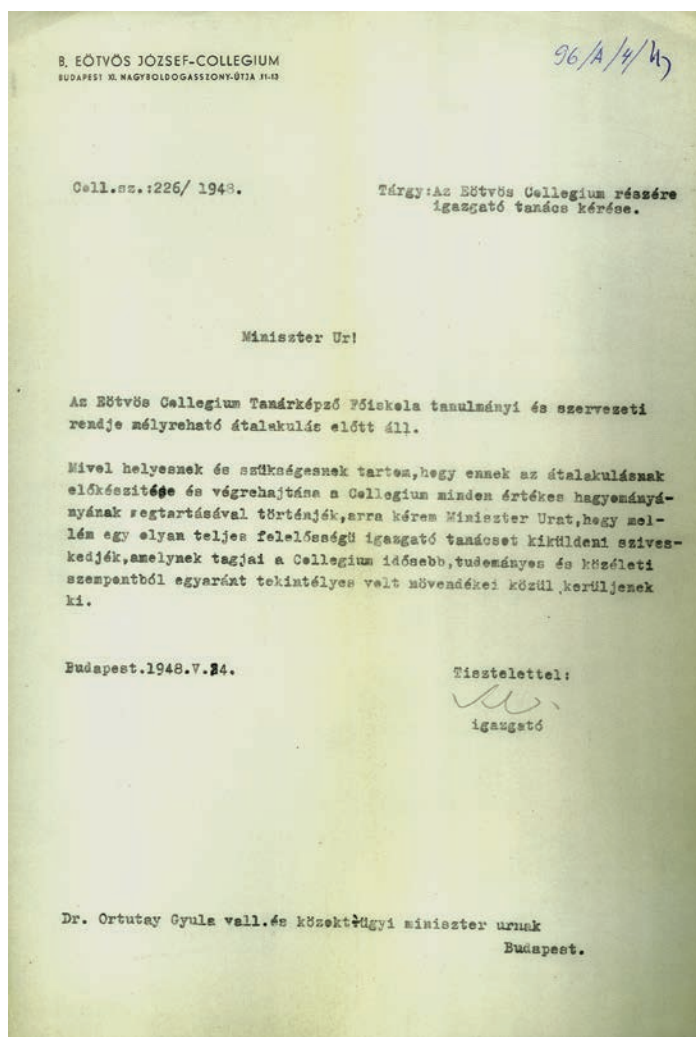 B. EÖTVÖS JÓZSEF-COLLEGIUM
BUDAPEST XI. NAGYBOLDOGASSZONY-ÚTJA 11-13
96/A/4/
Coll.sz.:226/ 1948.
Tárgy:Az Eötvös Collegium részére
igazgató tanács kérése.
Miniszter Ur!
Az Eötvös Collegium Tanárképző Főiskola tanulmányi és szervezeti
rendje mélyreható átalakulás előtt áll.
Mivel helyesnek és szükségesnek tartom,hogy ennek az átalakulásnak
előkészitése és végrehajtása a Collegium minden értékes hagyományá-
nyának megtartásával történjék,arra kérem Miniszter Urat,hogy mel-
lém egy olyan teljes felelősségü igazgató tanácsot kiküldeni szives-
kedjék,amelynek tagjai a Collegium idősebb,tudományos és közéleti
szempontból egyaránt tekintélyes volt növendékei közül kerüljenek
ki.
Budapest.1948.V.24.
Tisztelettel:
igazgató
Dr. Ortutay Gyula vall.és közokt.ügyi miniszter urnak
Budapest.